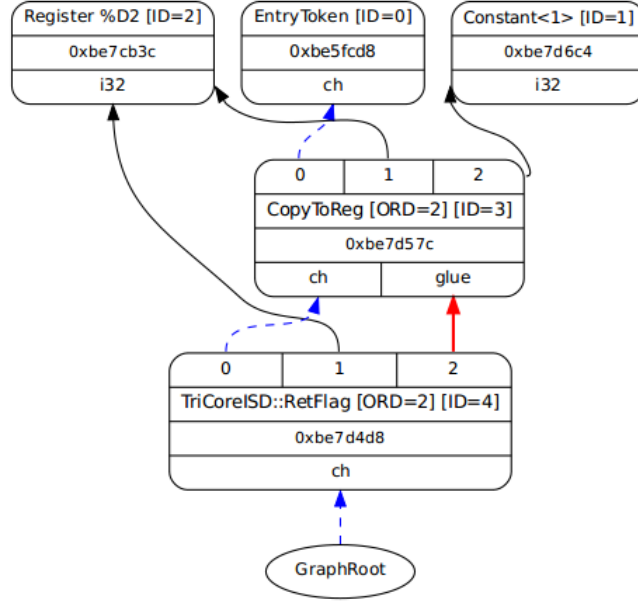 Register %D2 [ID=2]
0xbe7cb3c
i32
EntryToken [ID=0]
0xbe5fcd8
ch
Constant<1> [ID=1]
0xbe7d6c4
i32
0 1 2
CopyToReg [ORD=2] [ID=3]
0xbe7d57c
ch glue
0 1 2
TriCoreISD::RetFlag [ORD=2] [ID=4]
0xbe7d4d8
ch
GraphRoot